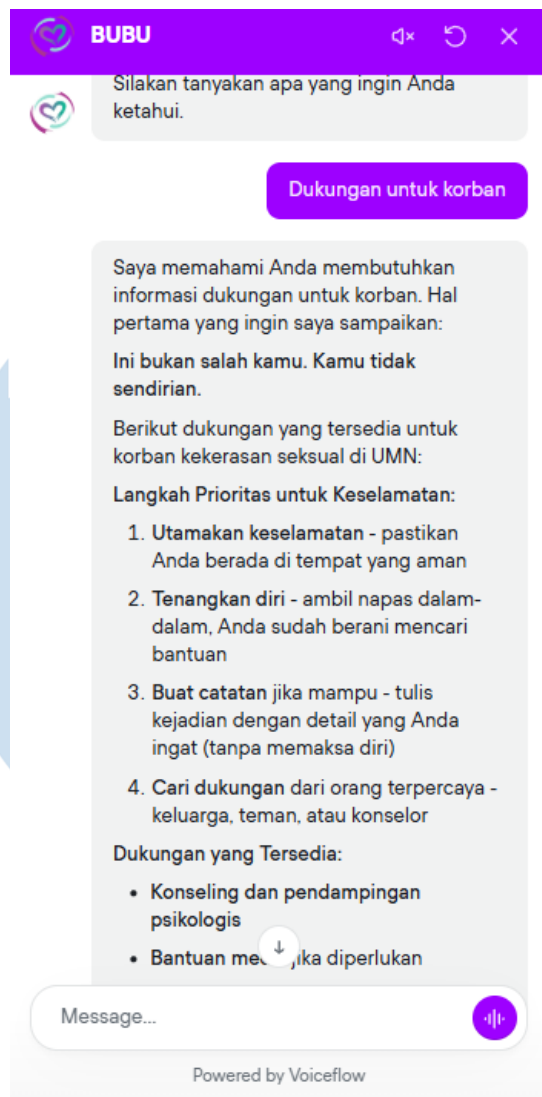 BUBU
Silakan tanyakan apa yang ingin Anda
ketahui.
Dukungan untuk korban
Saya memahami Anda membutuhkan
informasi dukungan untuk korban. Hal
pertama yang ingin saya sampaikan:
Ini bukan salah kamu. Kamu tidak
sendirian.
Berikut dukungan yang tersedia untuk
korban kekerasan seksual di UMN:
Langkah Prioritas untuk Keselamatan:
1. Utamakan keselamatan - pastikan
Anda berada di tempat yang aman
2. Tenangkan diri - ambil napas dalam-
dalam, Anda sudah berani mencari
bantuan
3. Buat catatan jika mampu - tulis
kejadian dengan detail yang Anda
ingat (tanpa memaksa diri)
4. Cari dukungan dari orang terpercaya -
keluarga, teman, atau konselor
Dukungan yang Tersedia:
• Konseling dan pendampingan
psikologis
• Bantuan diperlukan
Message...
Powered by Voiceflow